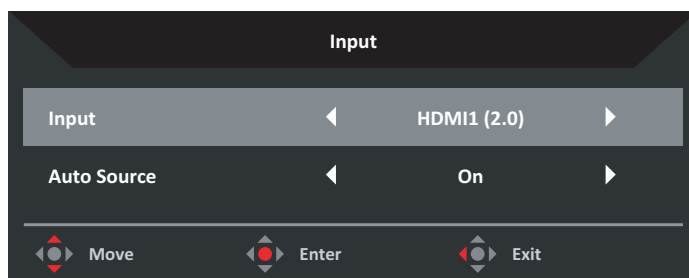 Input
Input HDMI1 (2.0)
Auto Source On
Move Enter Exit